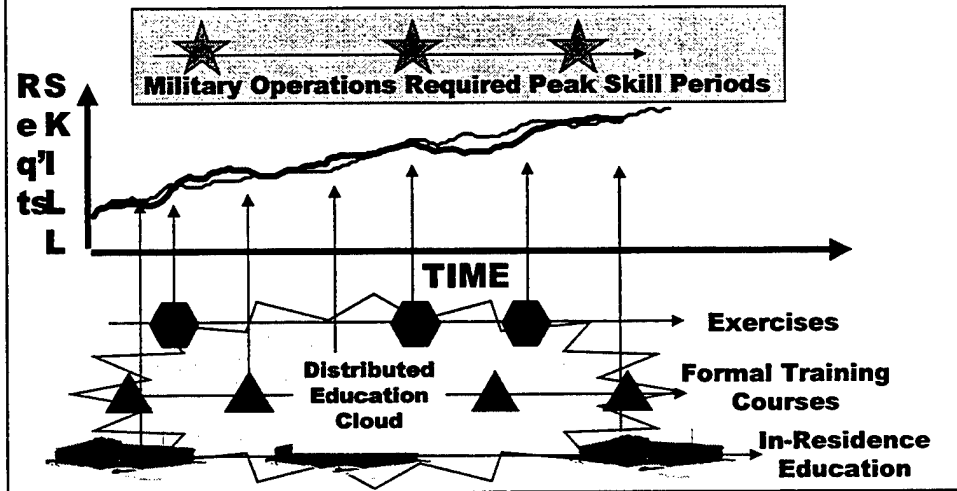 Military Operations Required Peak Skill Periods
R S
e K
q' I
ts L
L
TIME
Exercises
Distributed
Education
Cloud
Formal Training
Courses
In-Residence
Education